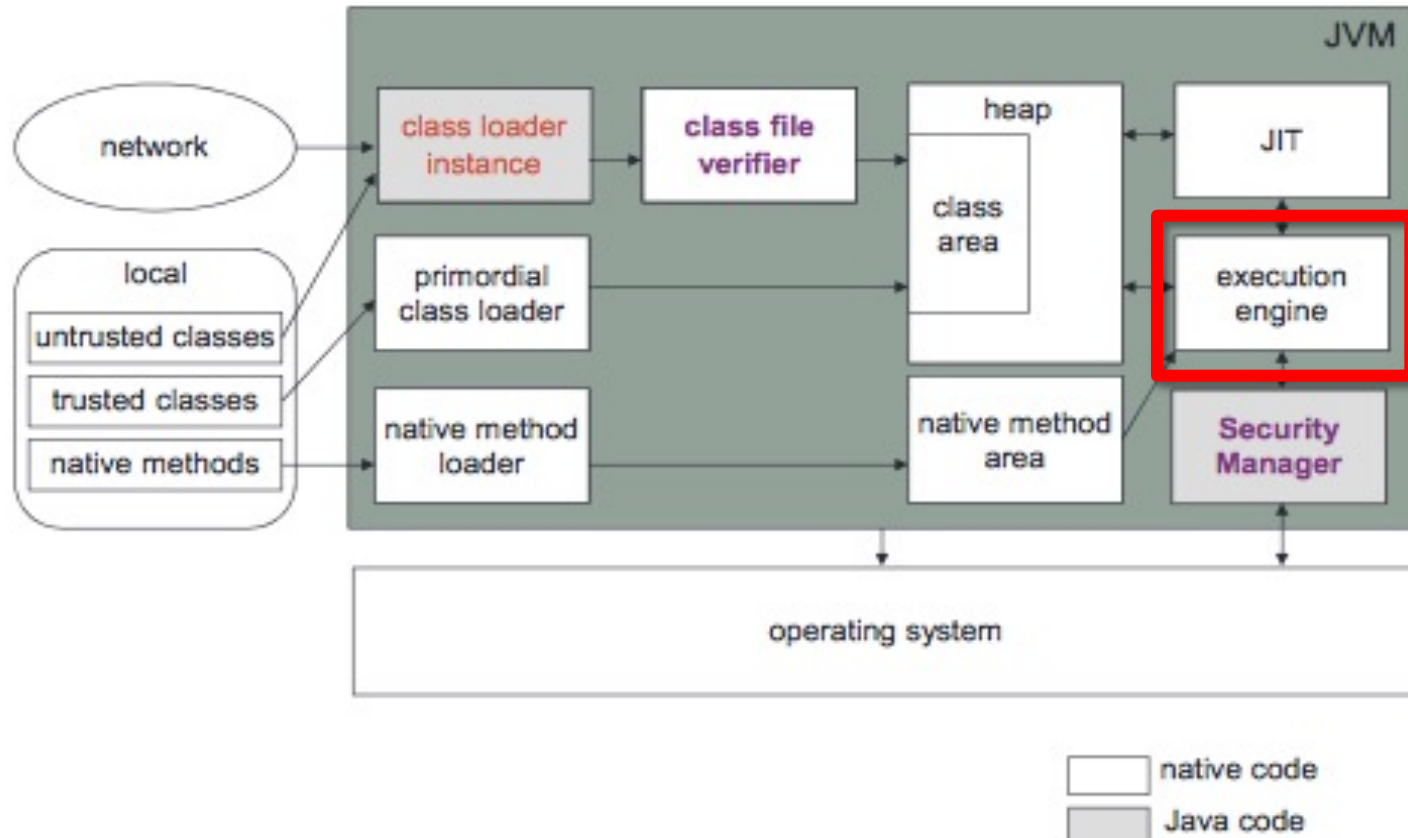 JVM
network
class loader
instance
class file
verifier
heap
class
area
JIT
local
untrusted classes
trusted classes
native methods
primordial
class loader
execution
engine
native method
loader
native method
area
Security
Manager
operating system
native code
Java code